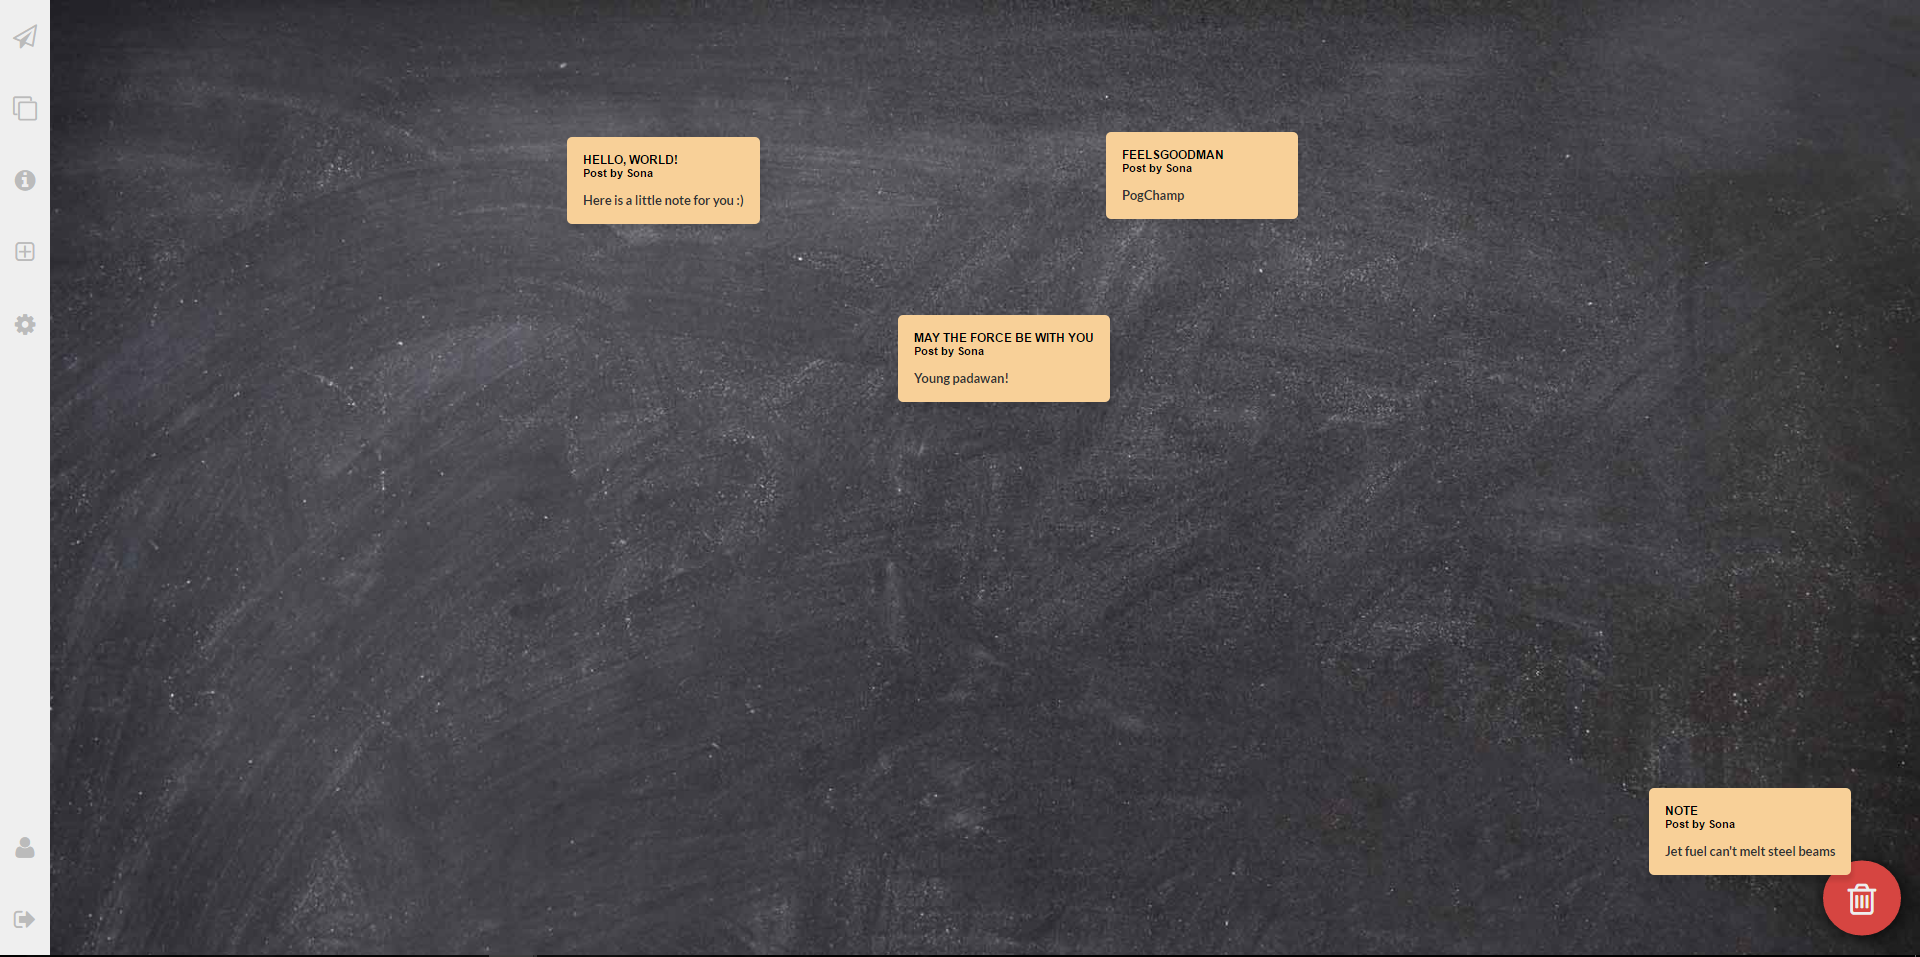 HELLO, WORLD!
Post by Sona
Here is a little note for you :)
FEELSGOODMAN
Post by Sona
PogChamp
MAY THE FORCE BE WITH YOU
Post by Sona
Young padawan!
NOTE
Post by Sona
Jet fuel can't melt steel beams